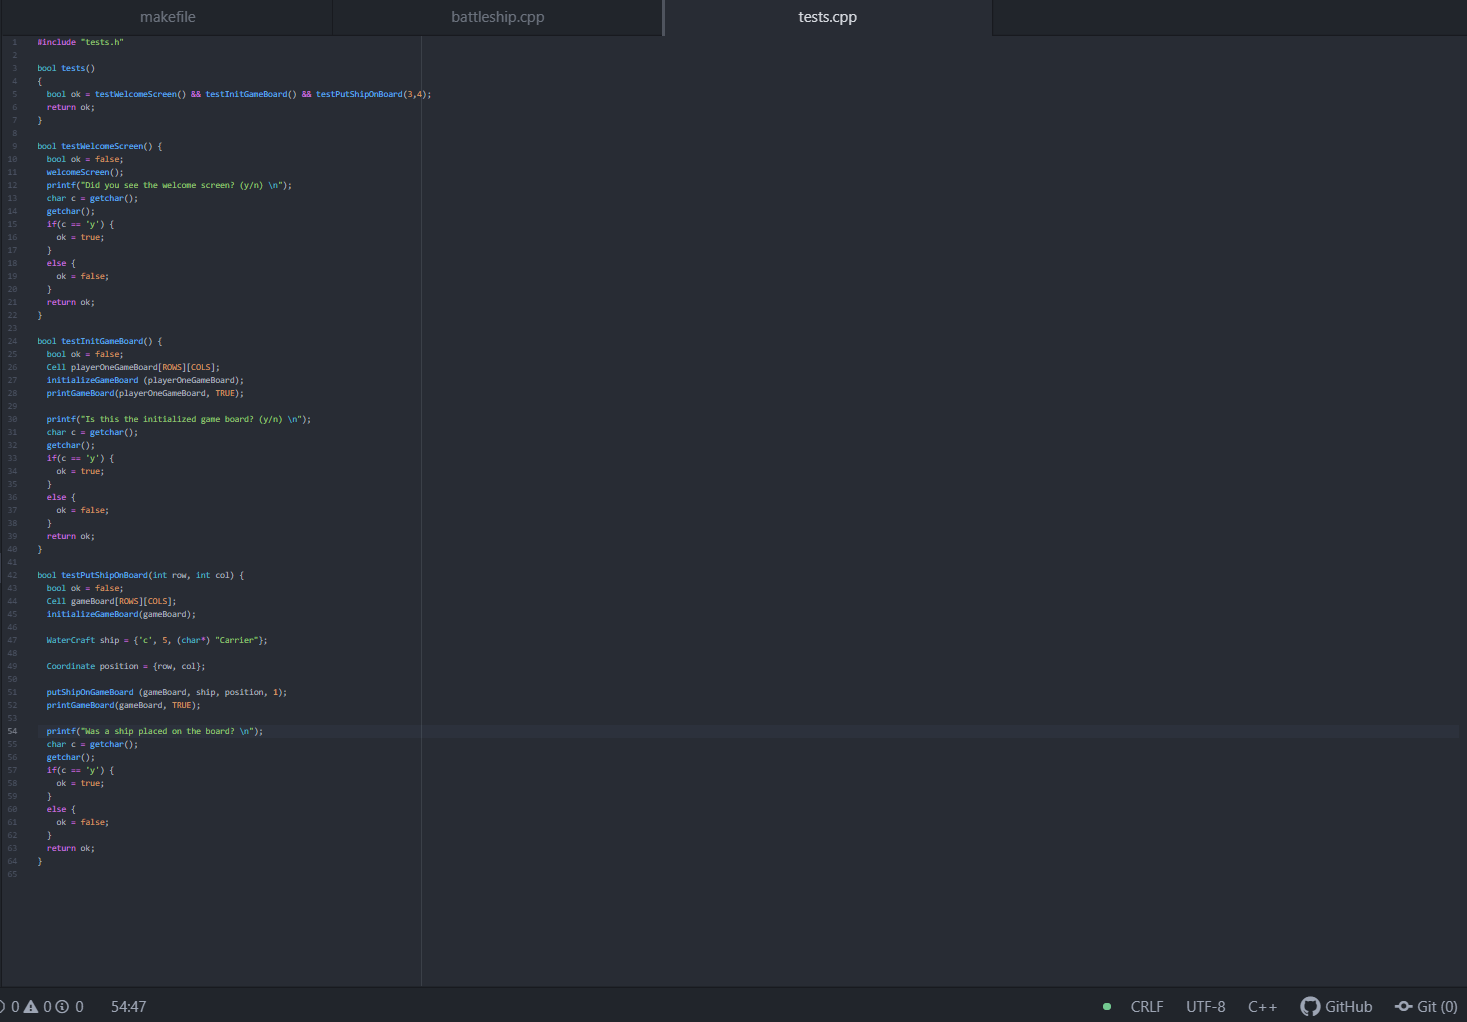 makefile
battleship.cpp
tests.cpp
1 #include "tests.h"
2
3 bool tests()
4 {
5 bool ok = testWelcomeScreen() && testInitGameBoard() && testPutShipOnBoard(3,4);
6 return ok;
7 }
8
9 bool testWelcomeScreen() {
10 bool ok = false;
11 welcomeScreen();
12 printf("Did you see the welcome screen? (y/n) \n");
13 char c = getchar();
14 getchar();
15 if(c == 'y') {
16 ok = true;
17 }
18 else {
19 ok = false;
20 }
21 return ok;
22 }
23
24 bool testInitGameBoard() {
25 bool ok = false;
26 Cell playerOneGameBoard[ROWS][COLS];
27 initializeGameBoard (playerOneGameBoard);
28 printGameBoard(playerOneGameBoard, TRUE);
29
30 printf("Is this the initialized game board? (y/n) \n");
31 char c = getchar();
32 getchar();
33 if(c == 'y') {
34 ok = true;
35 }
36 else {
37 ok = false;
38 }
39 return ok;
40 }
41
42 bool testPutShipOnBoard(int row, int col) {
43 bool ok = false;
44 Cell gameBoard[ROWS][COLS];
45 initializeGameBoard(gameBoard);
46
47 WaterCraft ship = {'c', 5, (char*) "Carrier"};
48
49 Coordinate position = {row, col};
50
51 putShipOnGameBoard (gameBoard, ship, position, 1);
52 printGameBoard(gameBoard, TRUE);
53
54 printf("Was a ship placed on the board? \n");
55 char c = getchar();
56 getchar();
57 if(c == 'y') {
58 ok = true;
59 }
60 else {
61 ok = false;
62 }
63 return ok;
64 }
65
0 0 0 54:47 CRLF UTF-8 C++ GitHub Git (0)